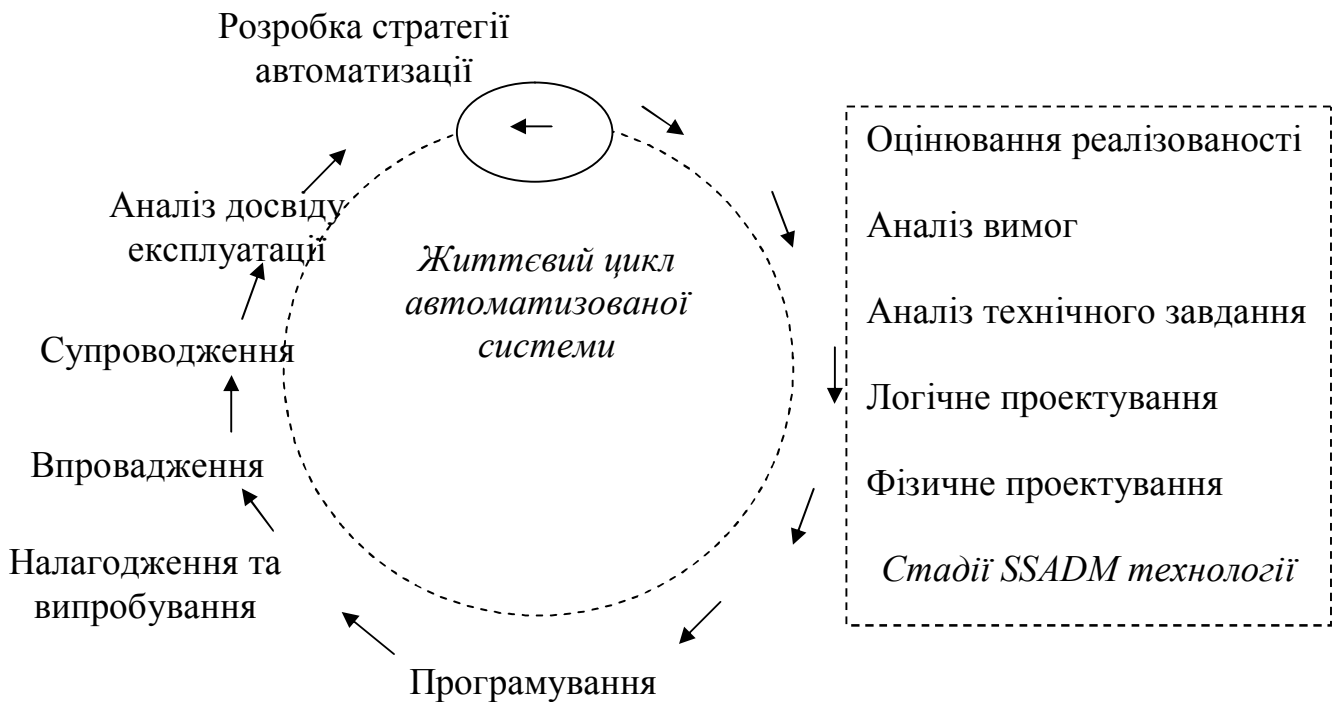 Розробка стратегії
автоматизації
Оцінювання реалізованості
Аналіз вимог
Аналіз технічного завдання
Логічне проектування
Фізичне проектування
Стадії SSADM технології
Життєвий цикл
автоматизованої
системи
Аналіз досвіду
експлуатації
Супроводження
Впровадження
Налагодження та
випробування
Програмування